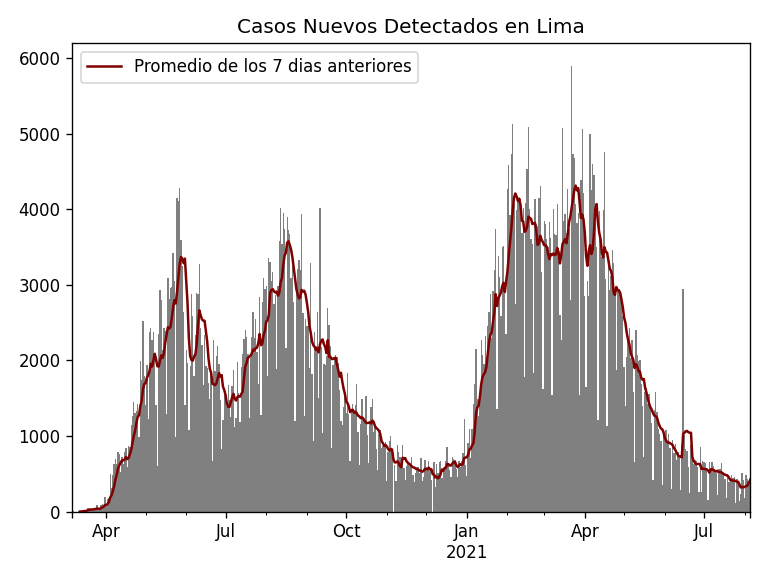 Casos Nuevos Detectados en Lima
Promedio de los 7 dias anteriores
6000
5000
4000
3000
2000
1000
0
Apr Jul Oct Jan Apr Jul
2021